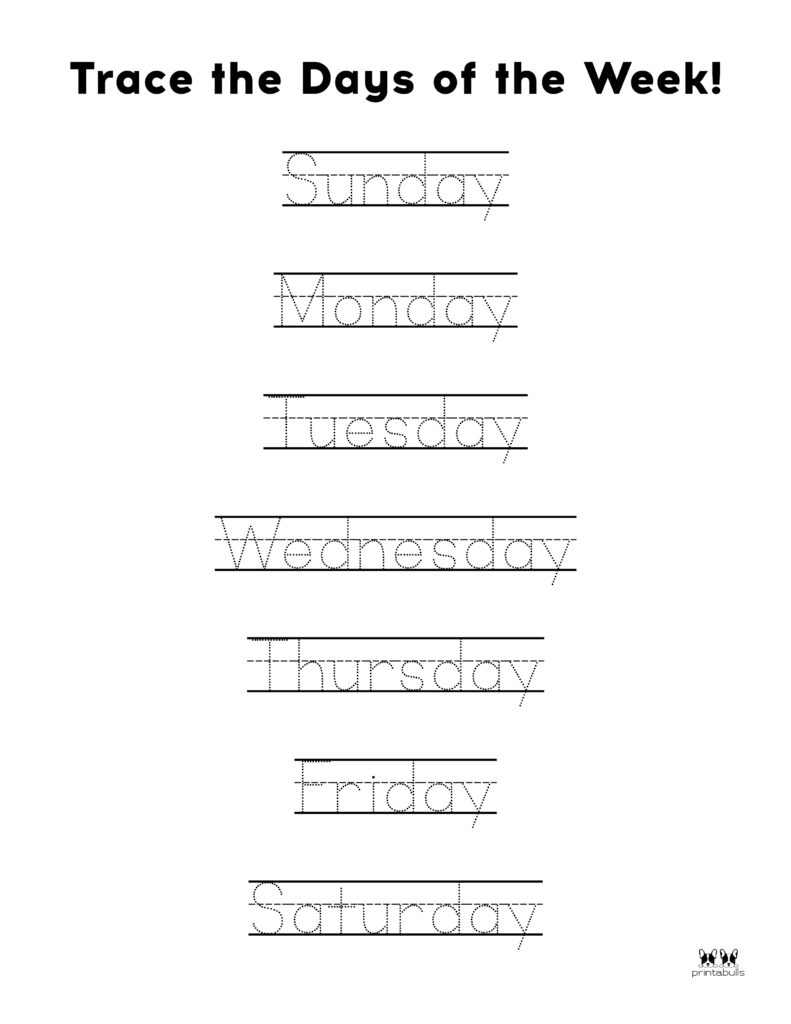 Trace the Days of the Week!
Sunday
Monday
Tuesday
Wednesday
Thursday
Friday
Saturday
printabulls